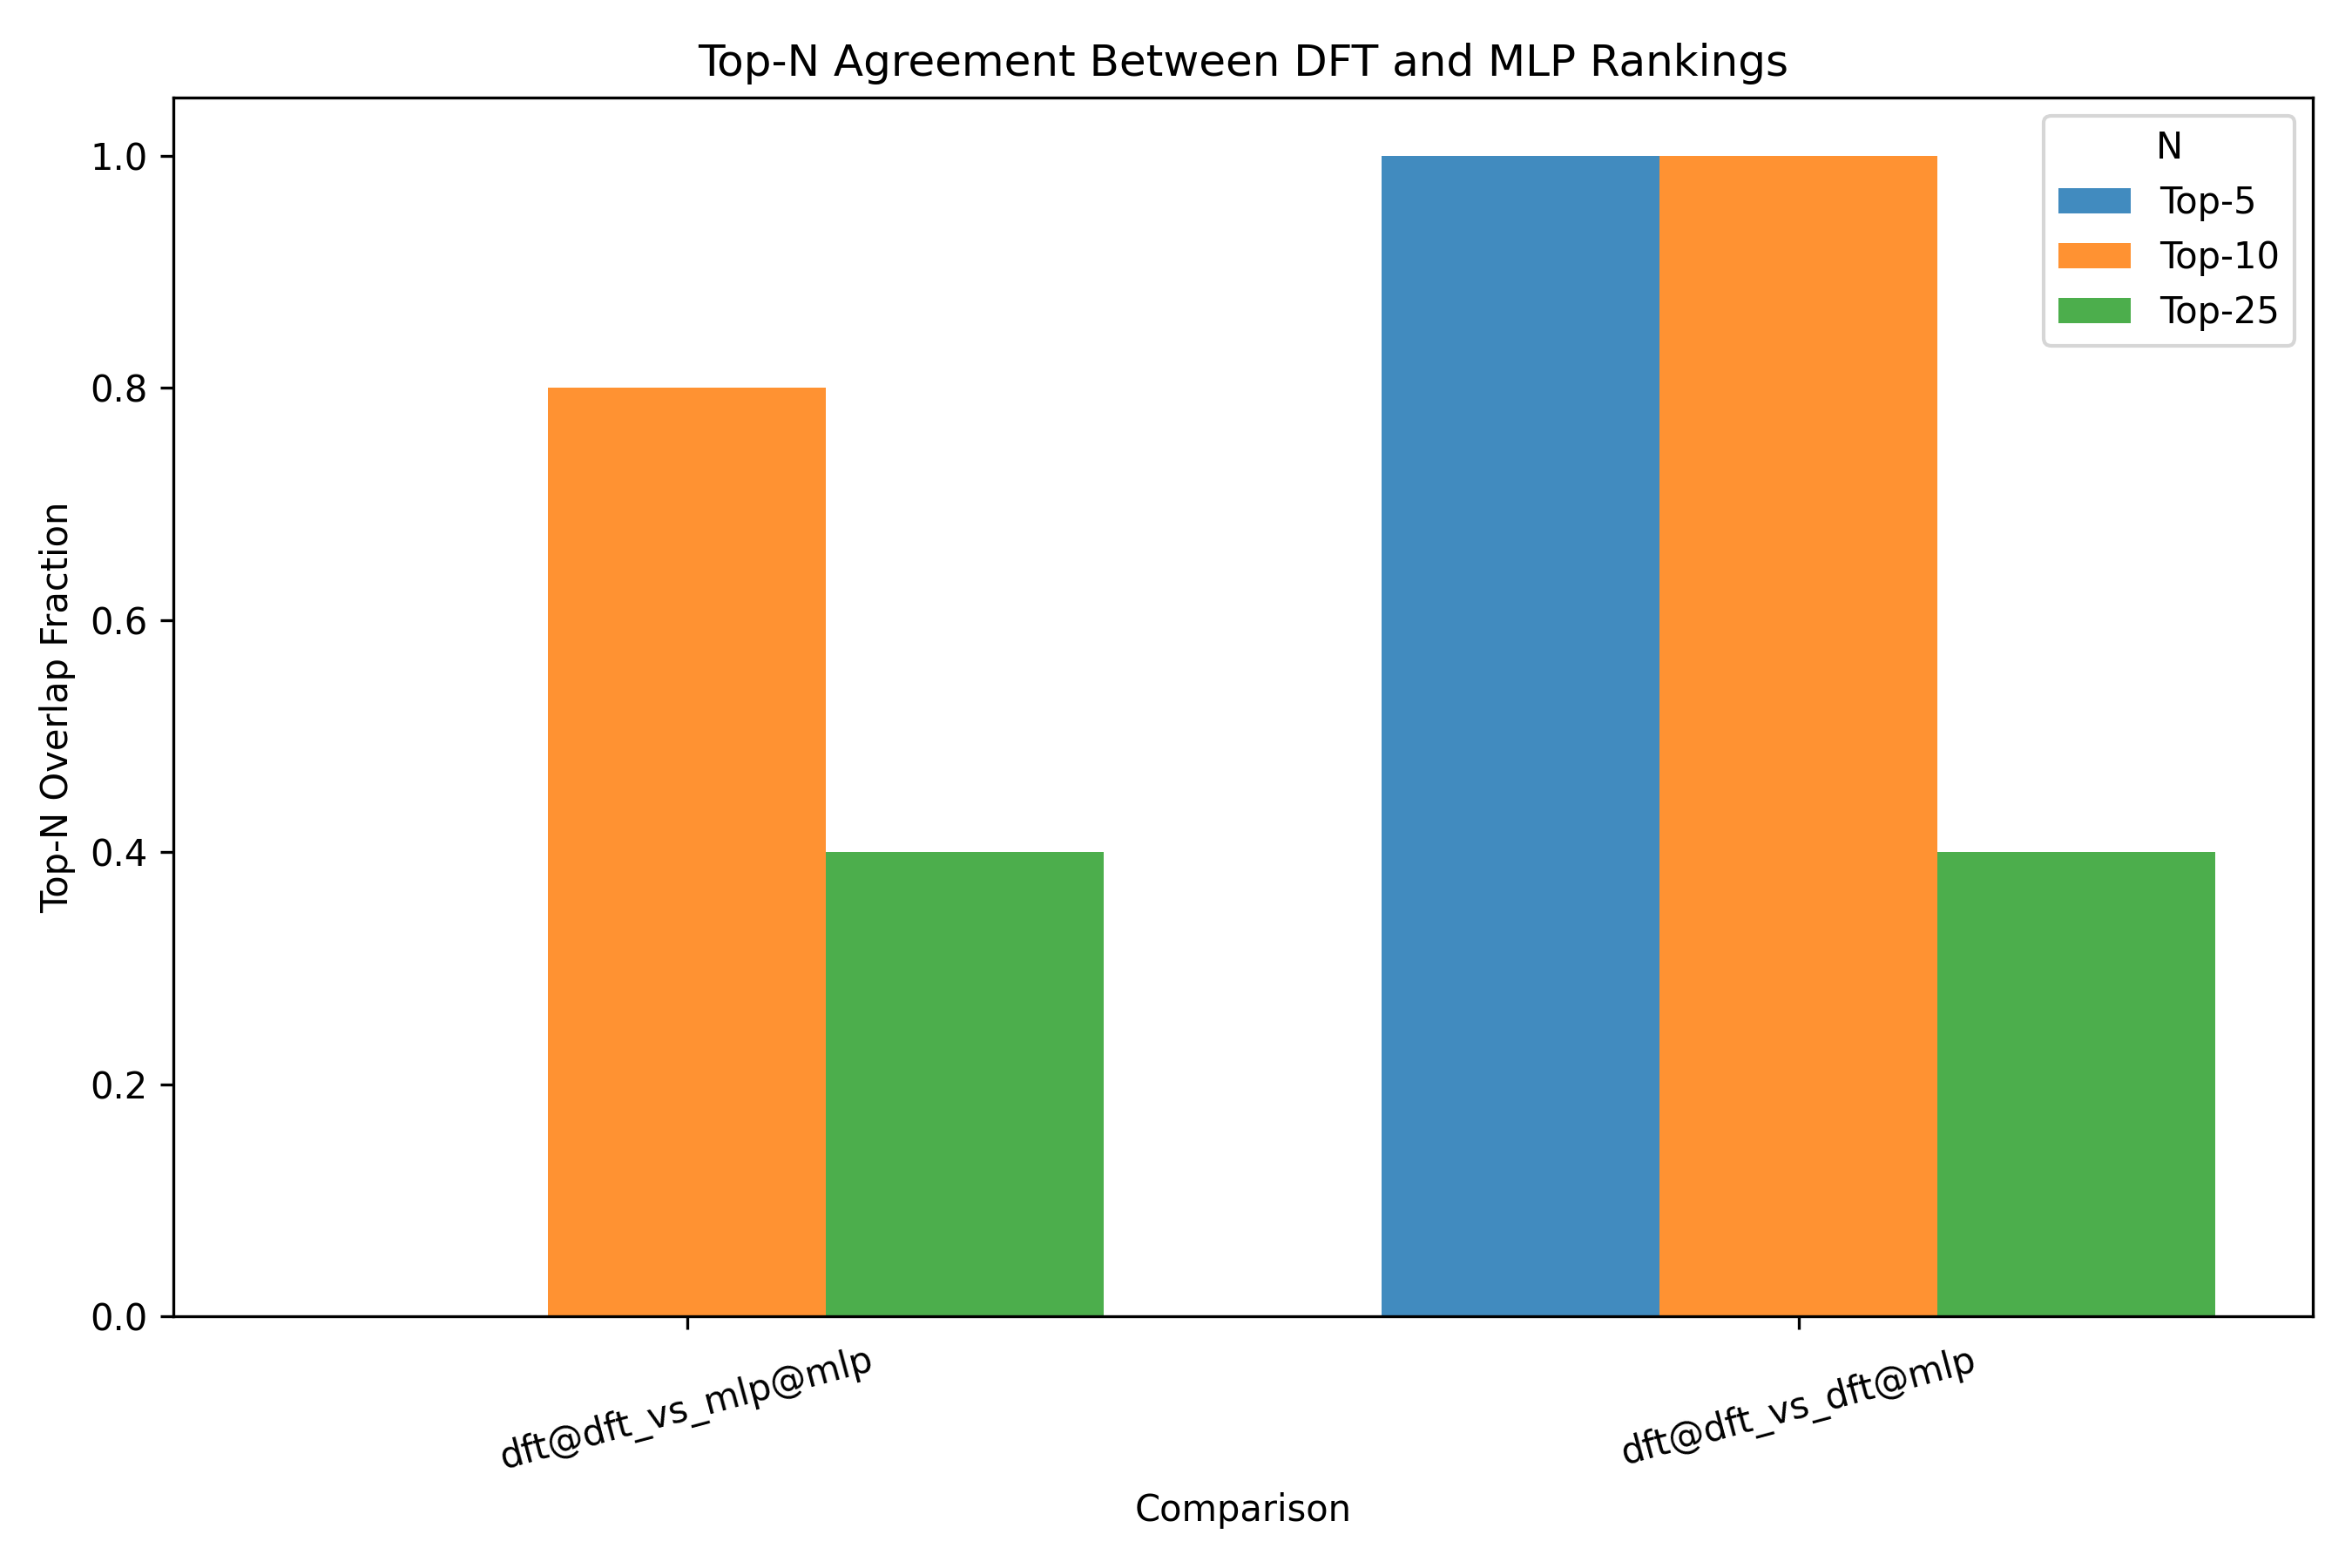 Top-N Agreement Between DFT and MLP Rankings
N
Top-5
Top-10
Top-25
Top-N Overlap Fraction
1.0
0.8
0.6
0.4
0.2
0.0
dft@dft_vs_mlp@mlp
dft@dft_vs_dft@mlp
Comparison